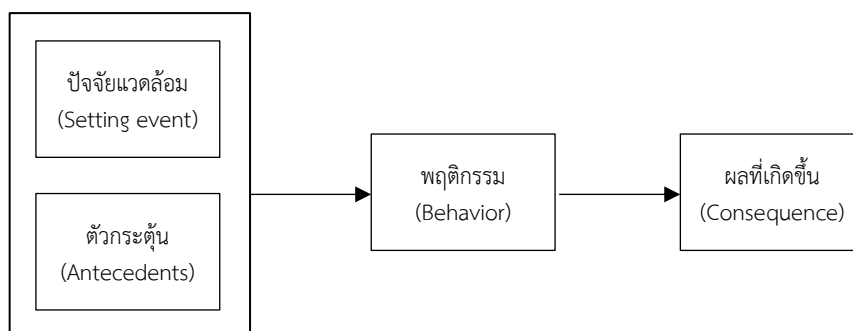 ปัจจัยแวดล้อม
(Setting event)
ตัวกระตุ้น
(Antecedents)
พฤติกรรม
(Behavior)
ผลที่เกิดขึ้น
(Consequence)